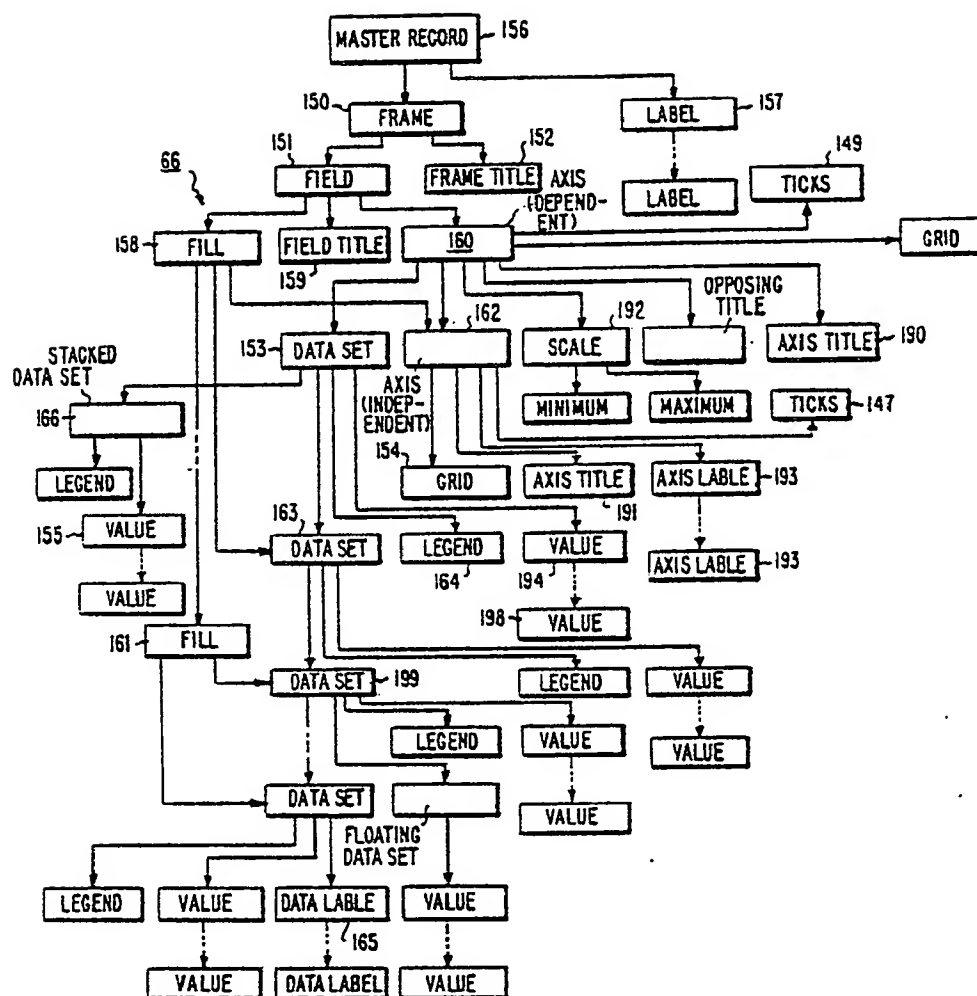 MASTER RECORD 156
150 FRAME
LABEL 157
LABEL
151 FIELD
152 FRAME TITLE
AXIS
(DEPEND-
ENT)
149
TICKS
66
158 FILL
FIELD TITLE
159
160
GRID
153 DATA SET
162
AXIS
(INDEP-
ENDENT)
192
SCALE
OPPOSING
TITLE
AXIS TITLE 190
MINIMUM
MAXIMUM
TICKS 147
STACKED
DATA SET
166
LEGEND
155 VALUE
VALUE
154
GRID
AXIS TITLE
191
AXIS LABLE 193
AXIS LABLE 193
163
DATA SET
LEGEND
164
VALUE
194
198 VALUE
161 FILL
DATA SET 199
LEGEND
VALUE
VALUE
LEGEND
VALUE
VALUE
DATA SET
FLOATING
DATA SET
LEGEND
VALUE
DATA LABLE
165
VALUE
VALUE
DATA LABEL
VALUE